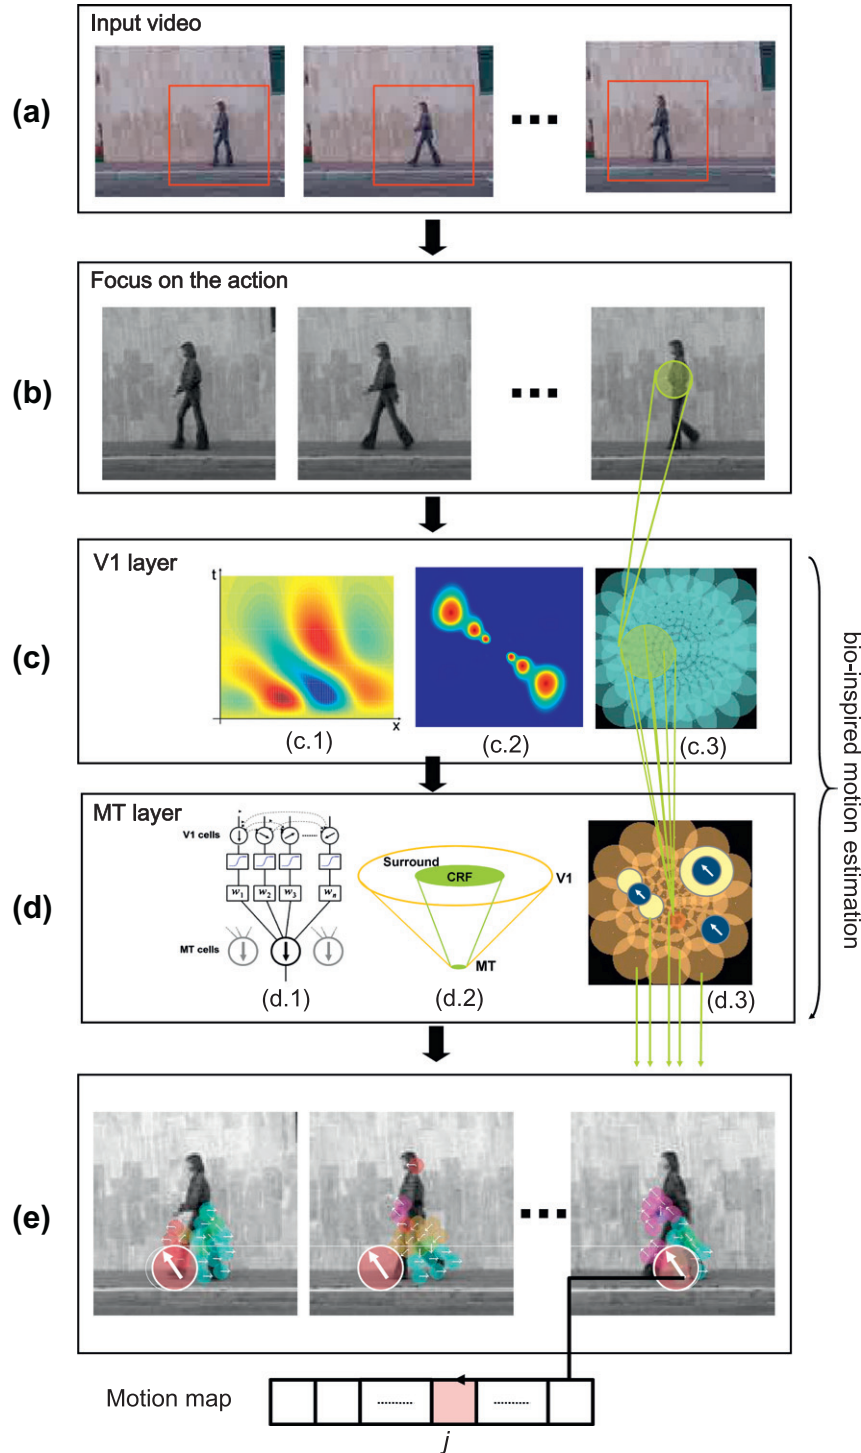 Input video
(a)
Focus on the action
(b)
V1 layer
t
x
(c)
(c.1)
(c.2)
(c.3)
MT layer
V1 cells
w1
w2
w3
wn
MT cells
Surround
CRF
V1
MT
(d)
(d.1)
(d.2)
(d.3)
bio-inspired motion estimation
(e)
Motion map
..........
..........
j